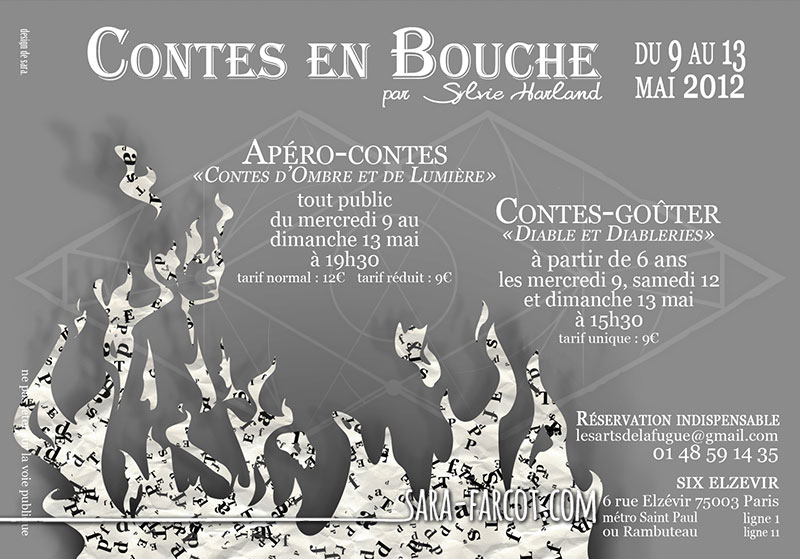 design de sara
CONTES EN BOUCHE
par Sylvie Harland
DU 9 AU 13
MAI 2012
APÉRO-CONTES
«CONTES D'OMBRE ET DE LUMIÈRE»
tout public
du mercredi 9 au
dimanche 13 mai
à 19h30
tarif normal : 12€ tarif réduit : 9€
CONTES-GOÛTER
«DIABLE ET DIABLERIES»
à partir de 6 ans
les mercredi 9, samedi 12
et dimanche 13 mai
à 15h30
tarif unique : 9€
RÉSERVATION INDISPENSABLE
lesartsdelafugue@gmail.com
01 48 59 14 35
SIX ELZEVIR
6 rue Elzévir 75003 Paris
métro Saint Paul ligne 1
ou Rambuteau ligne 11
ne pas la voie publique
SARA-FARCOT.COM